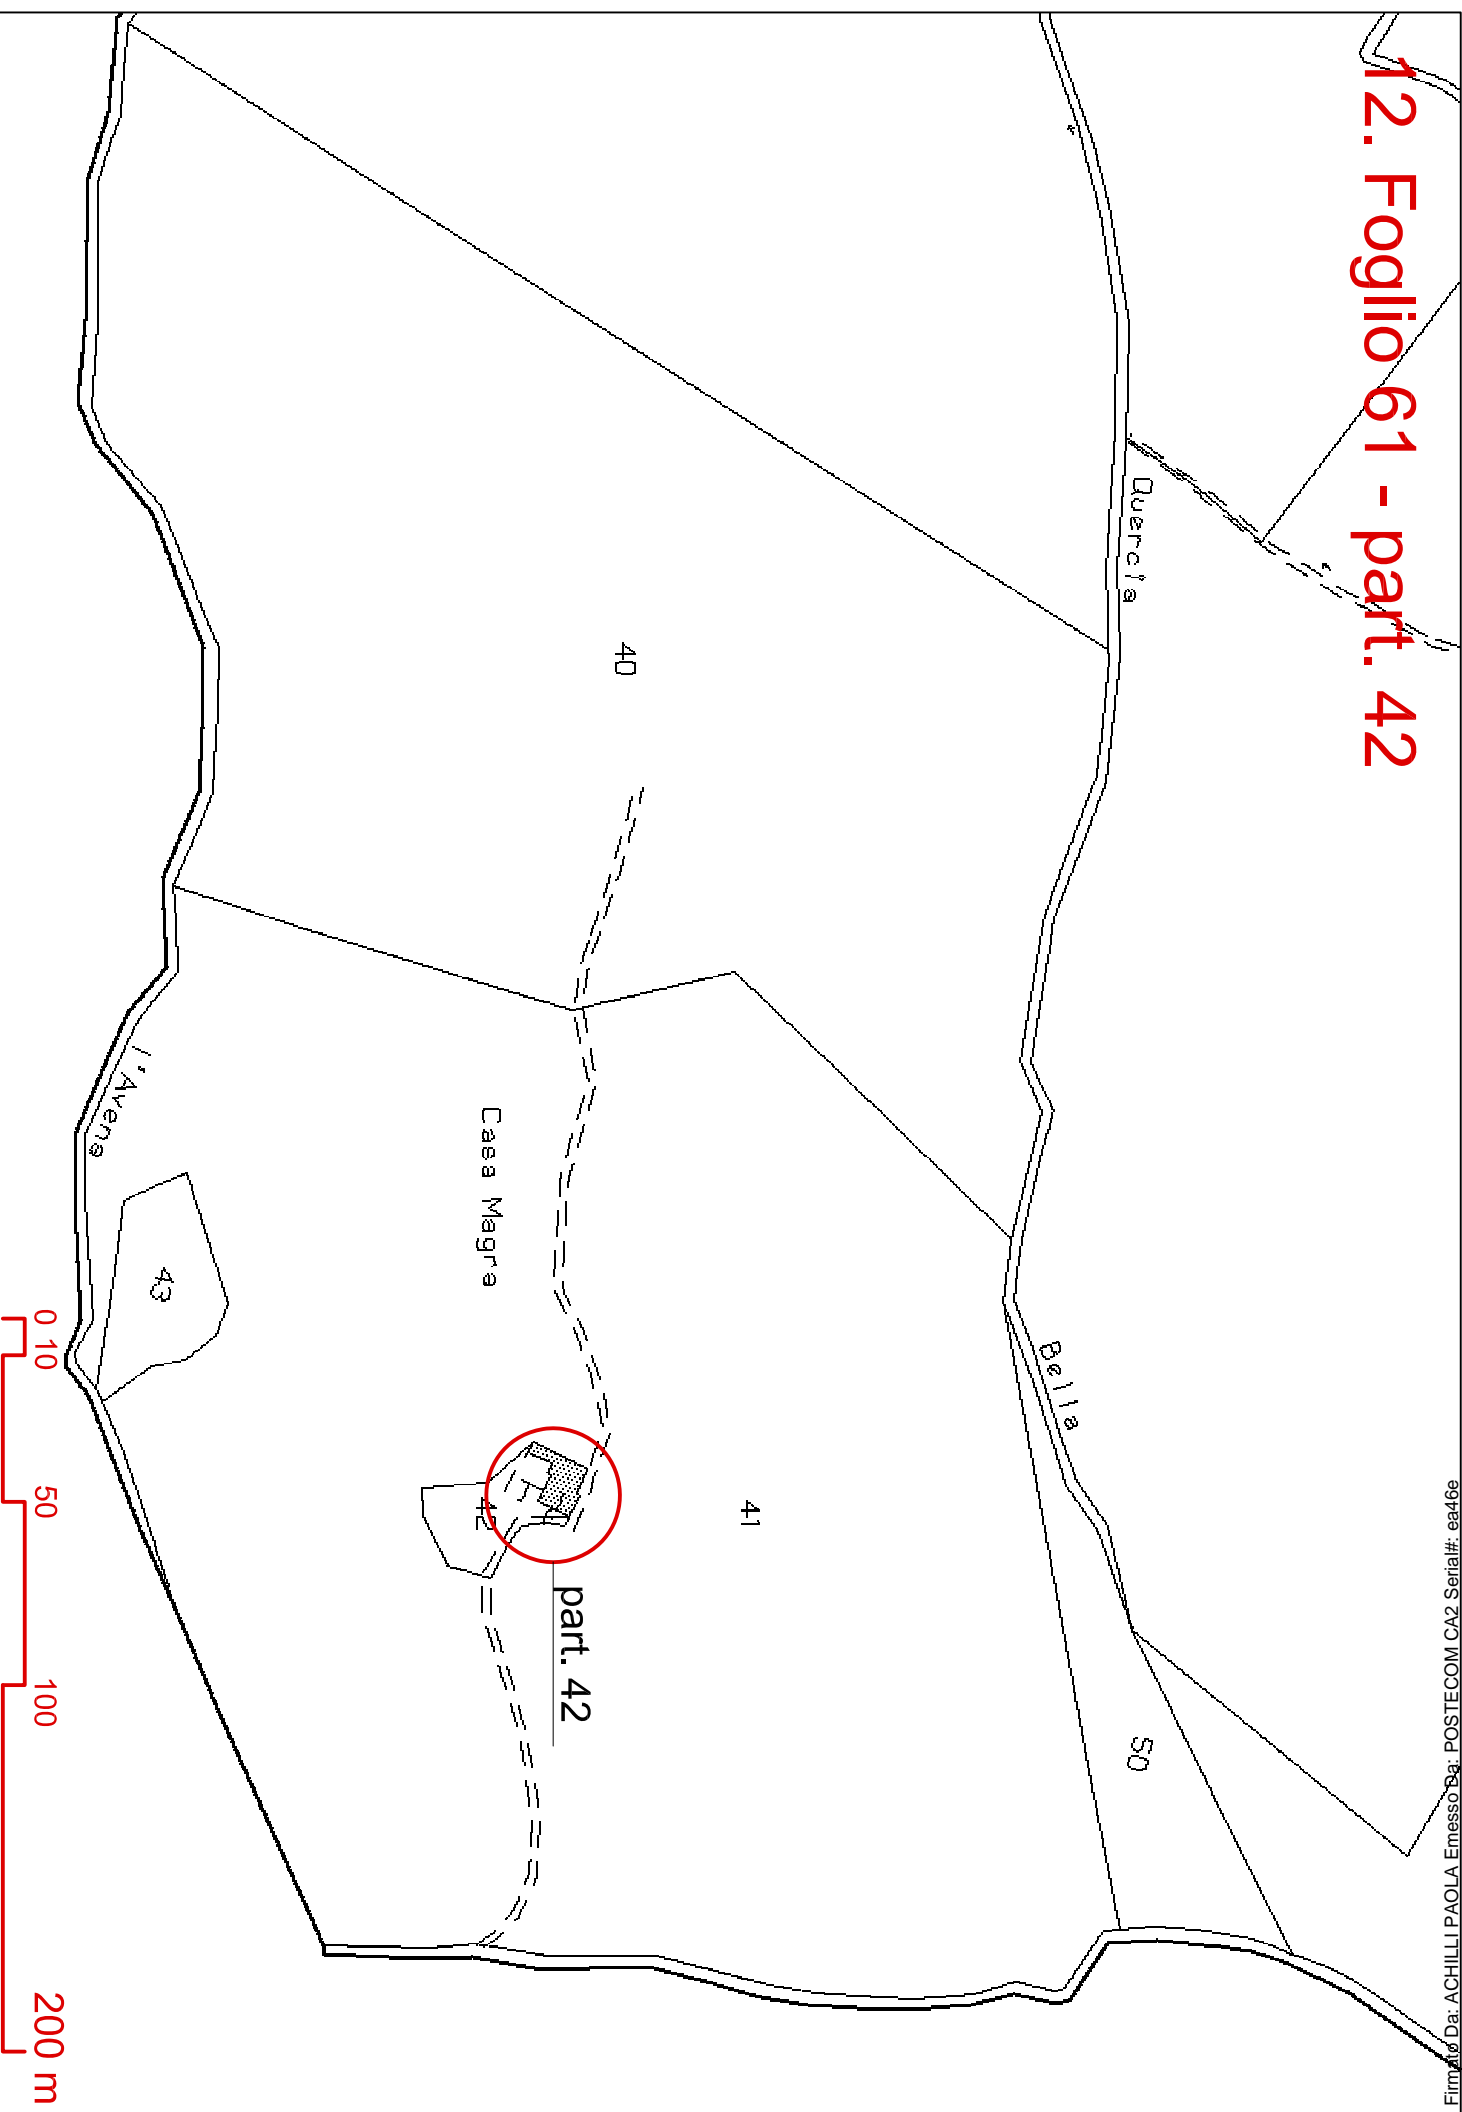 12. Foglio 61 - part. 42
Quercia
40
Bella
l'Avena
Casa Magra
43
41
42
part. 42
50
0 10 50 100 200 m
Firmato Da: ACHILLI PAOLA Emesso Da: POSTECOM CA2 Serial#: ea46e